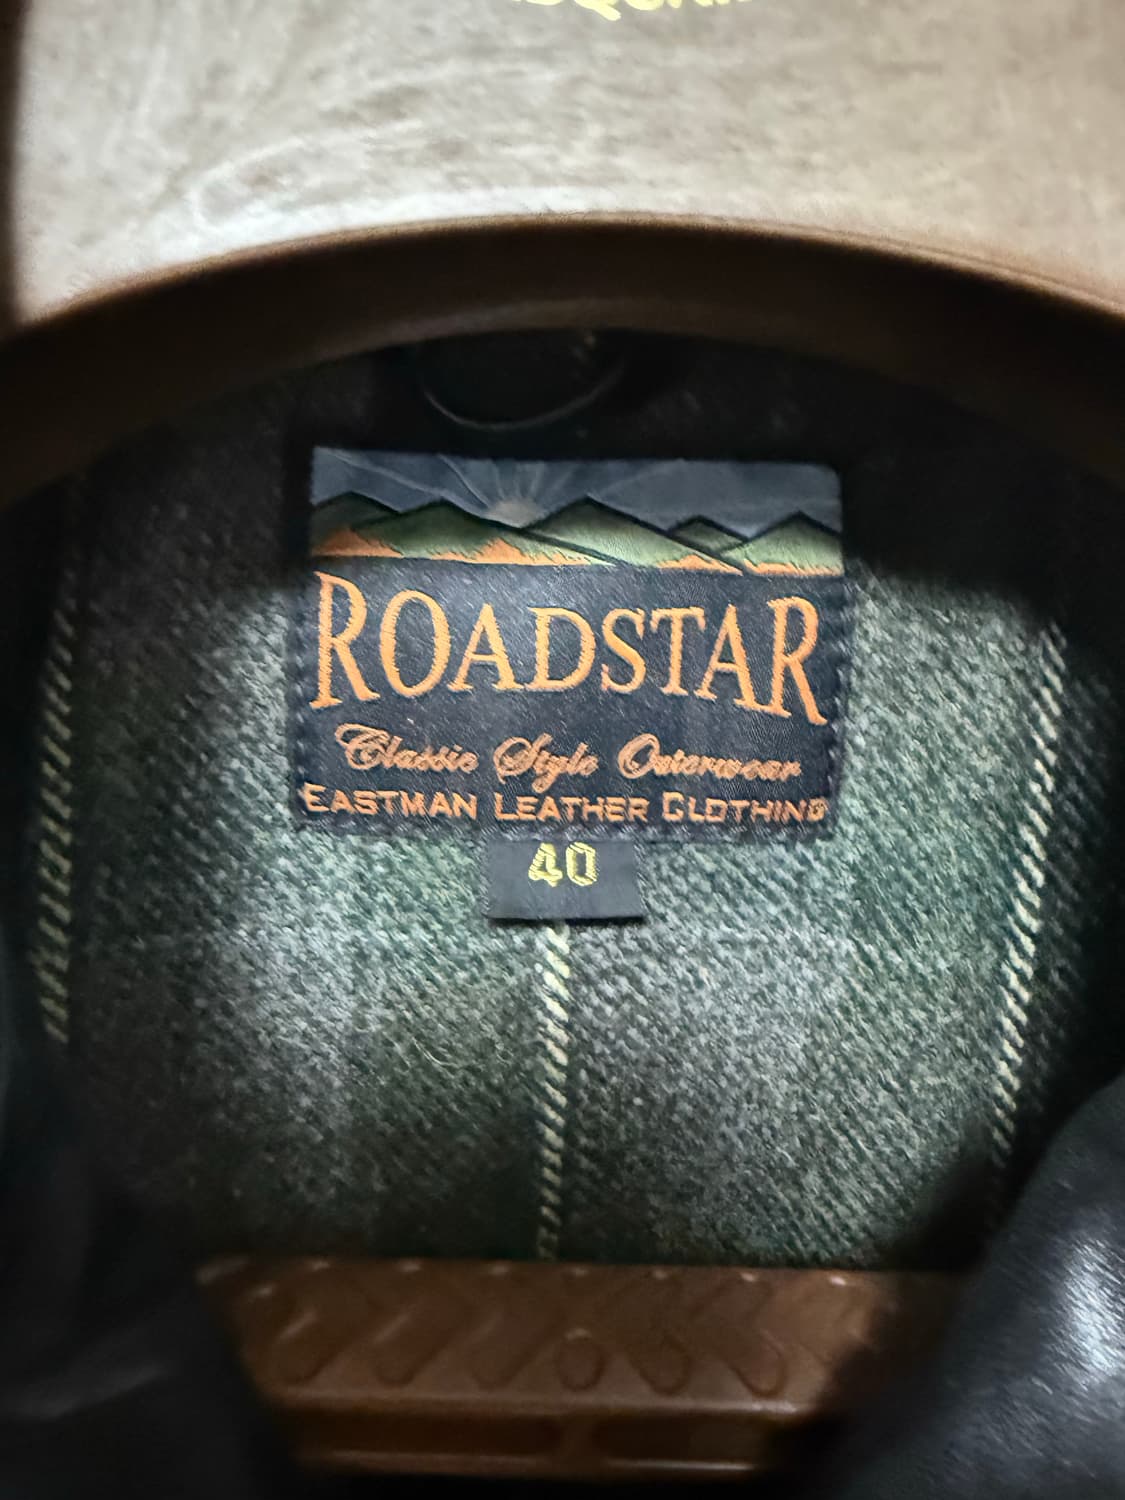 ROADSTAR
Classic Style Outerwear
EASTMAN LEATHER CLOTHING
40